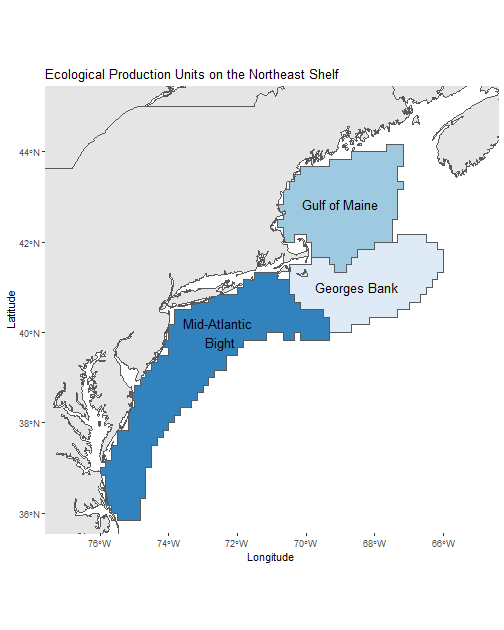 Ecological Production Units on the Northeast Shelf
44°N
42°N
40°N
38°N
36°N
Latitude
Gulf of Maine
Georges Bank
Mid-Atlantic
Bight
76°W
74°W
72°W
70°W
68°W
66°W
Longitude